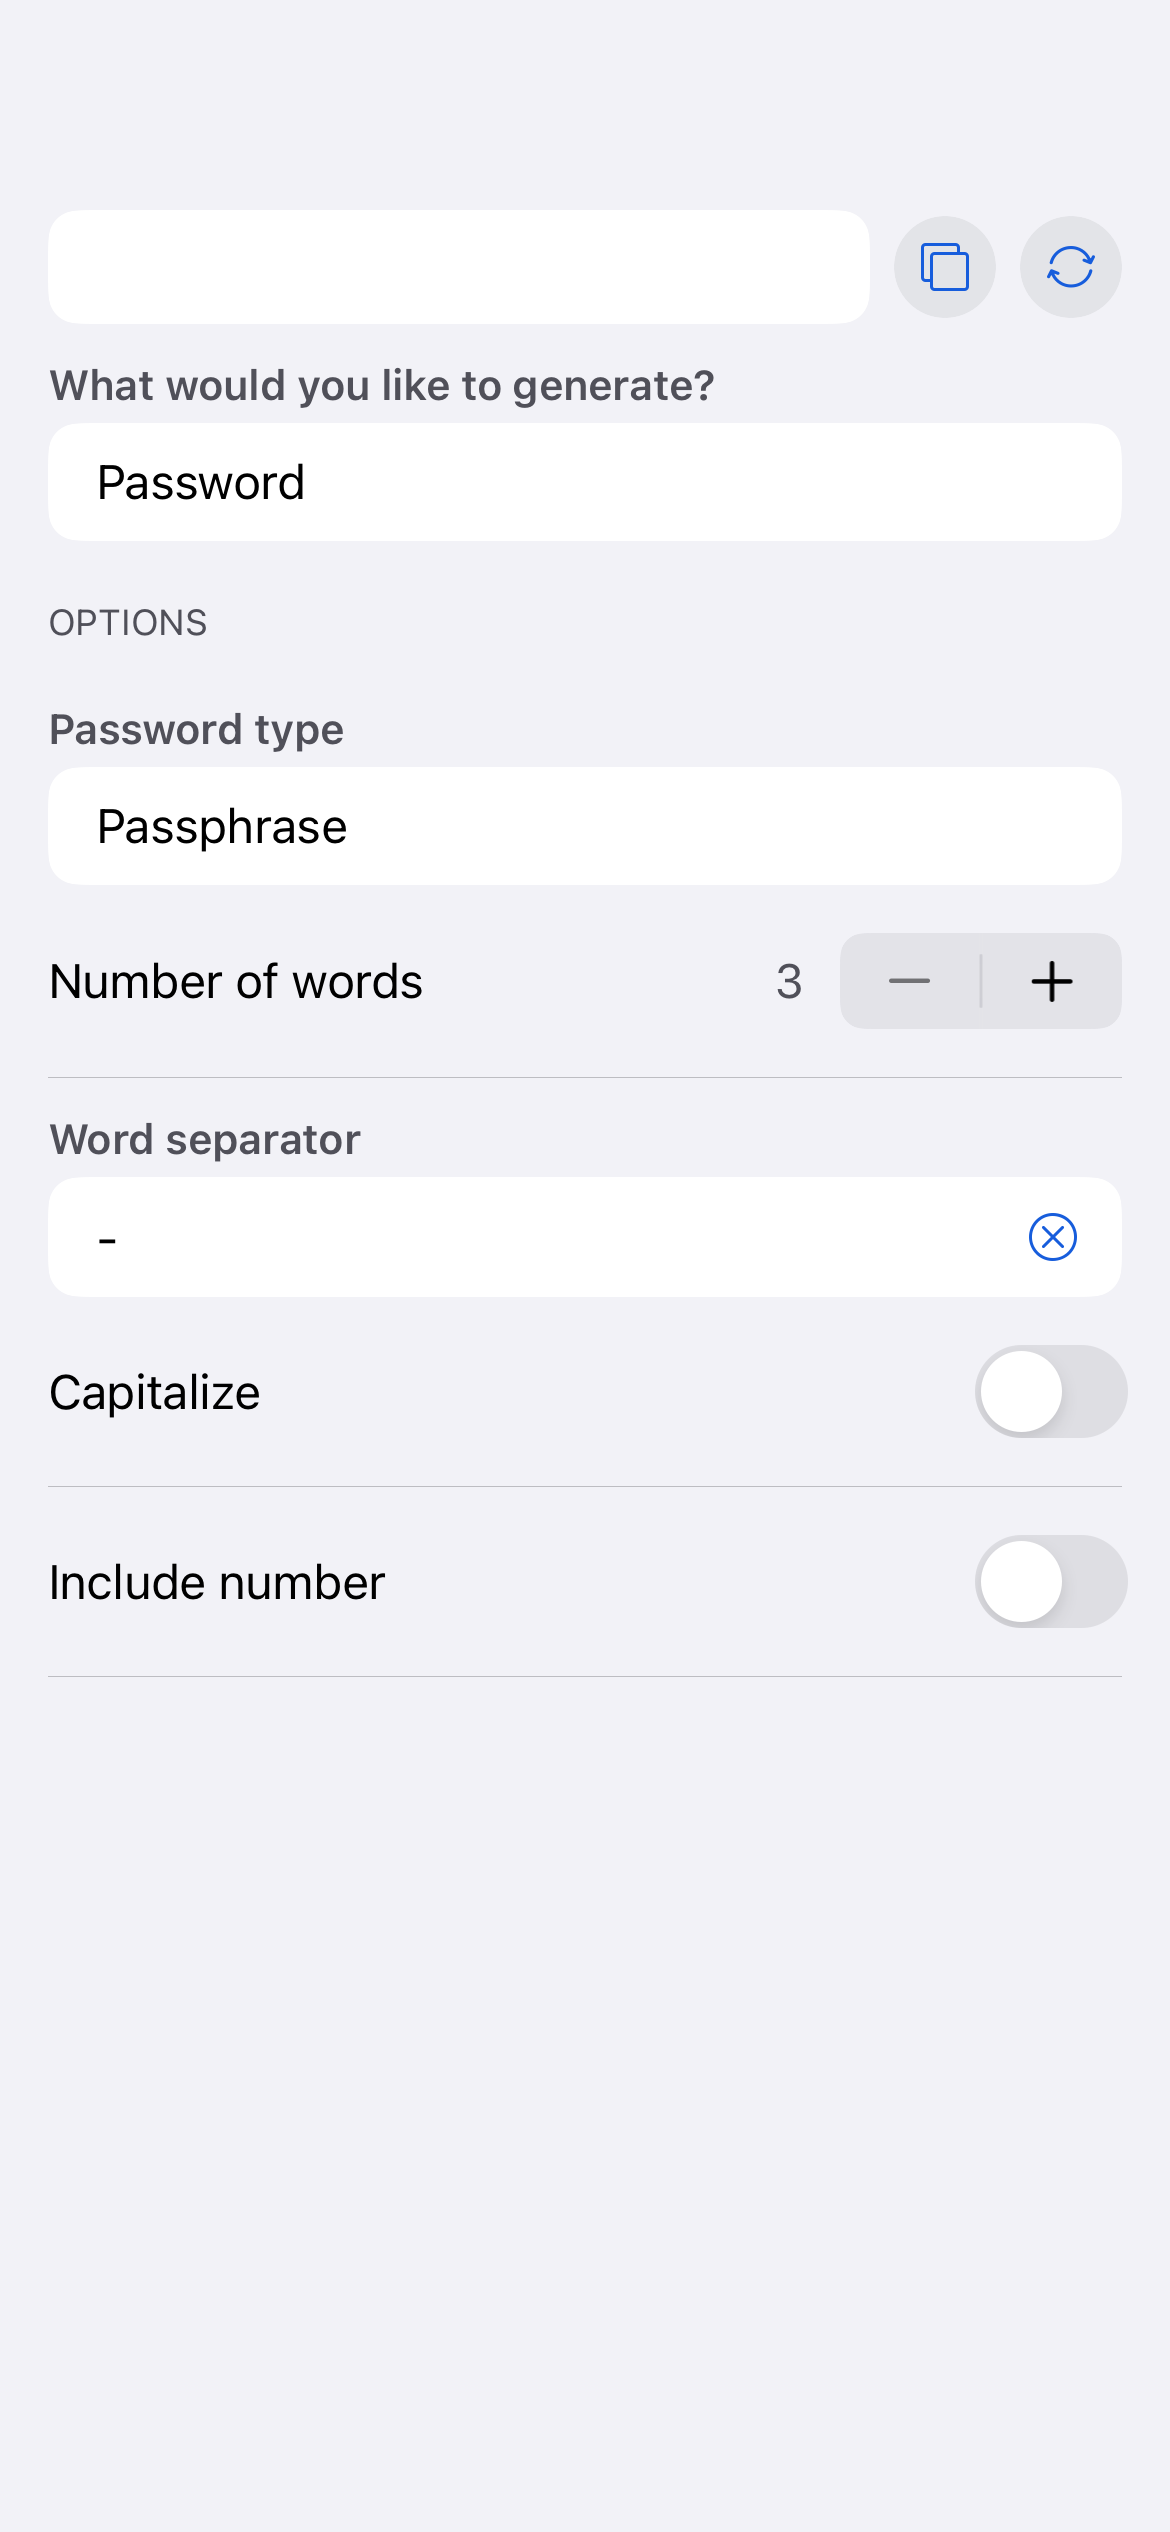 What would you like to generate?
Password
OPTIONS
Password type
Passphrase
Number of words 3
Word separator
-
Capitalize
Include number